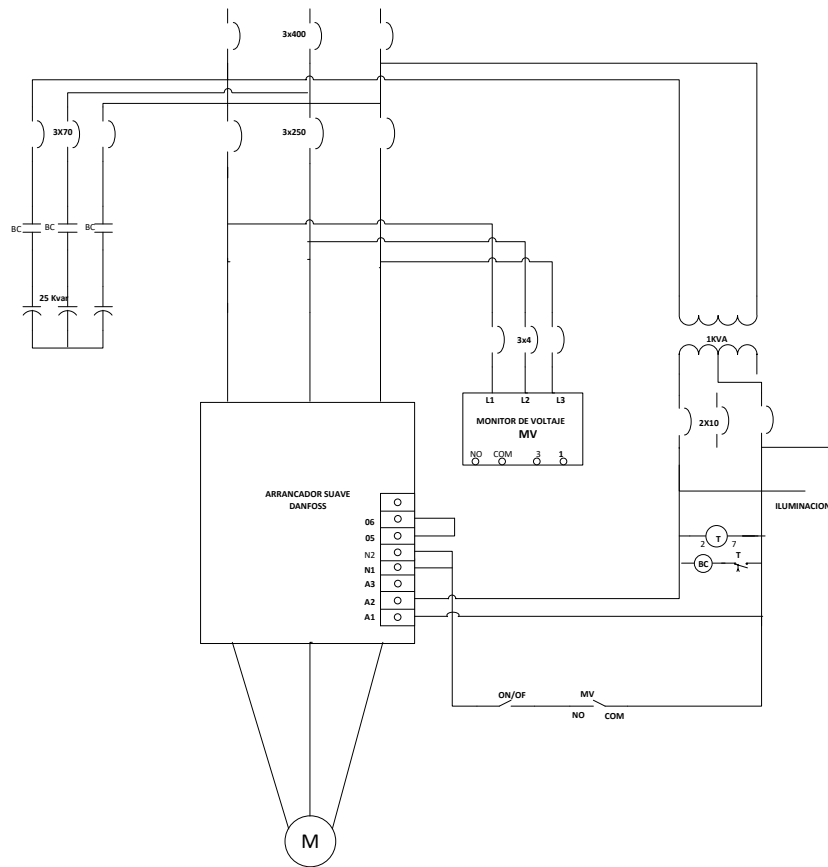 3x400
3X70
3x250
BC
BC
BC
25 Kvar
3x4
1KVA
L1 L2 L3
MONITOR DE VOLTAJE
MV
NO COM 3 1
2X10
ARRANCADOR SUAVE
DANFOSS
ILUMINACION
06
05
N2
N1
A3
A2
A1
2 T 7
T
BC
ON/OF
MV
NO
COM
M